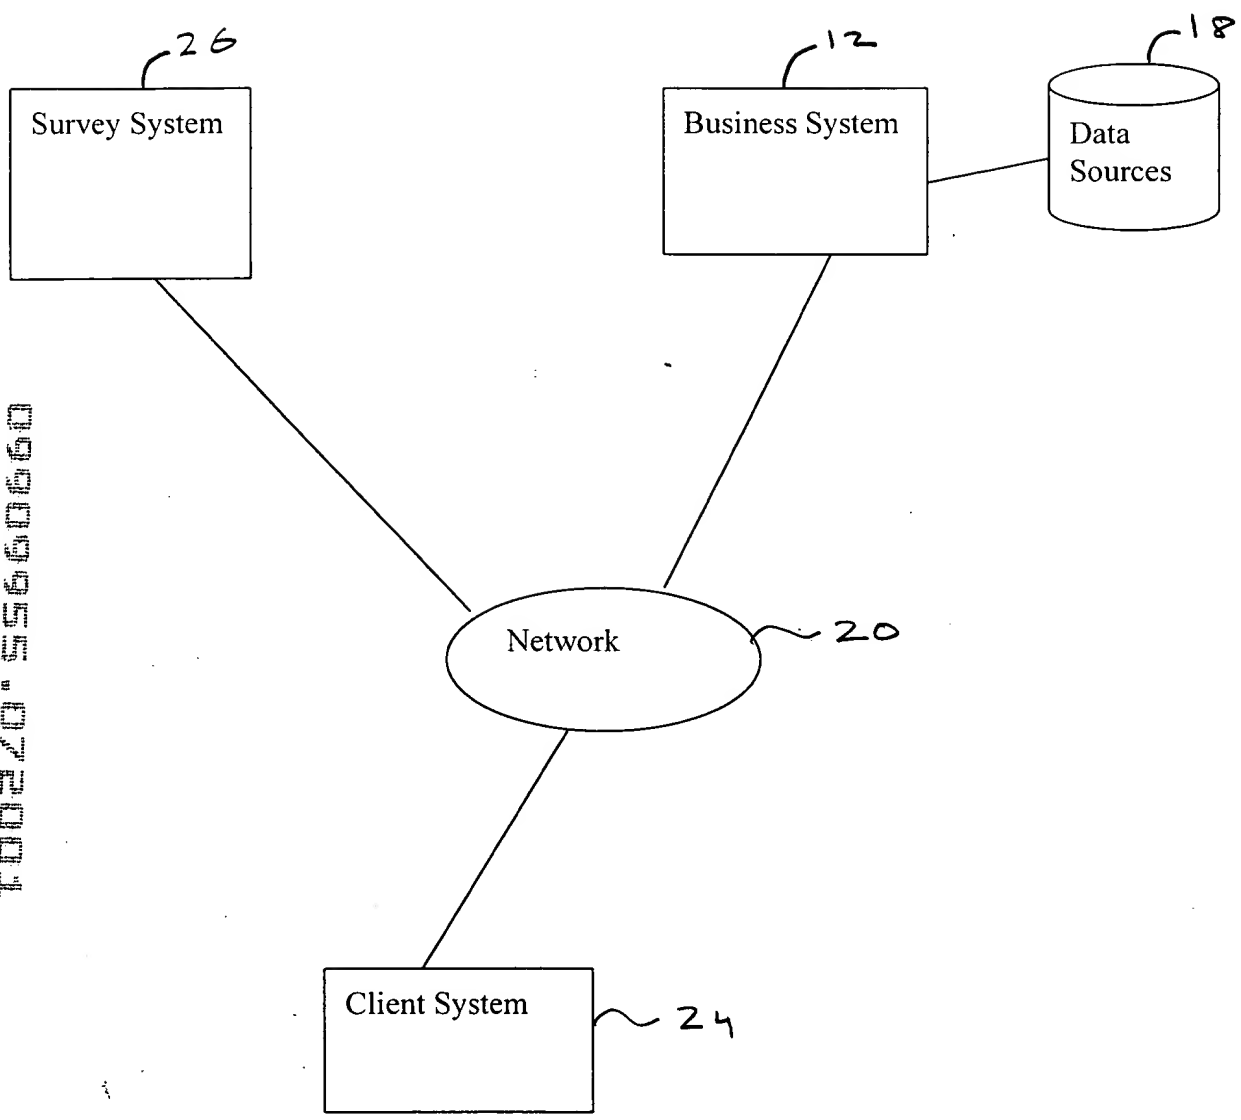 26
12
18
Survey System
Business System
Data
Sources
Network
20
Client System
24